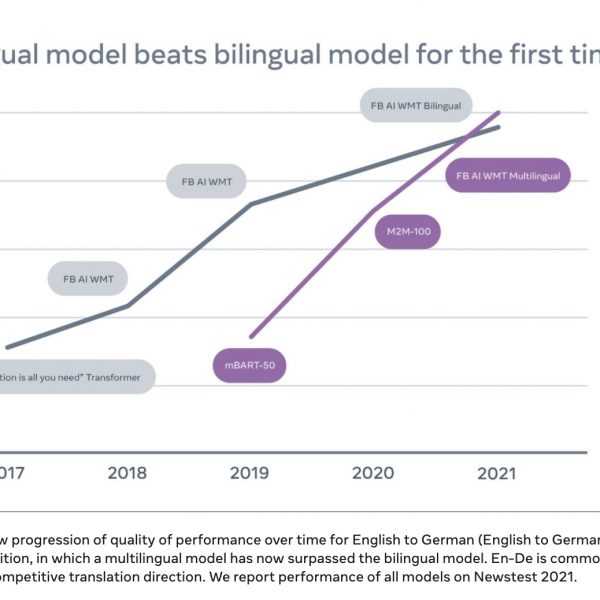 gual model beats bilingual model for the first tim
FB AI WMT Bilingual
FB AI WMT
FB AI WMT Multilingual
M2M-100
FB AI WMT
mBART-50
tion is all you need” Transformer
017 2018 2019 2020 2021
w progression of quality of performance over time for English to German (English to German
ition, in which a multilingual model has now surpassed the bilingual model. En-De is commo
ompetitive translation direction. We report performance of all models on Newstest 2021.